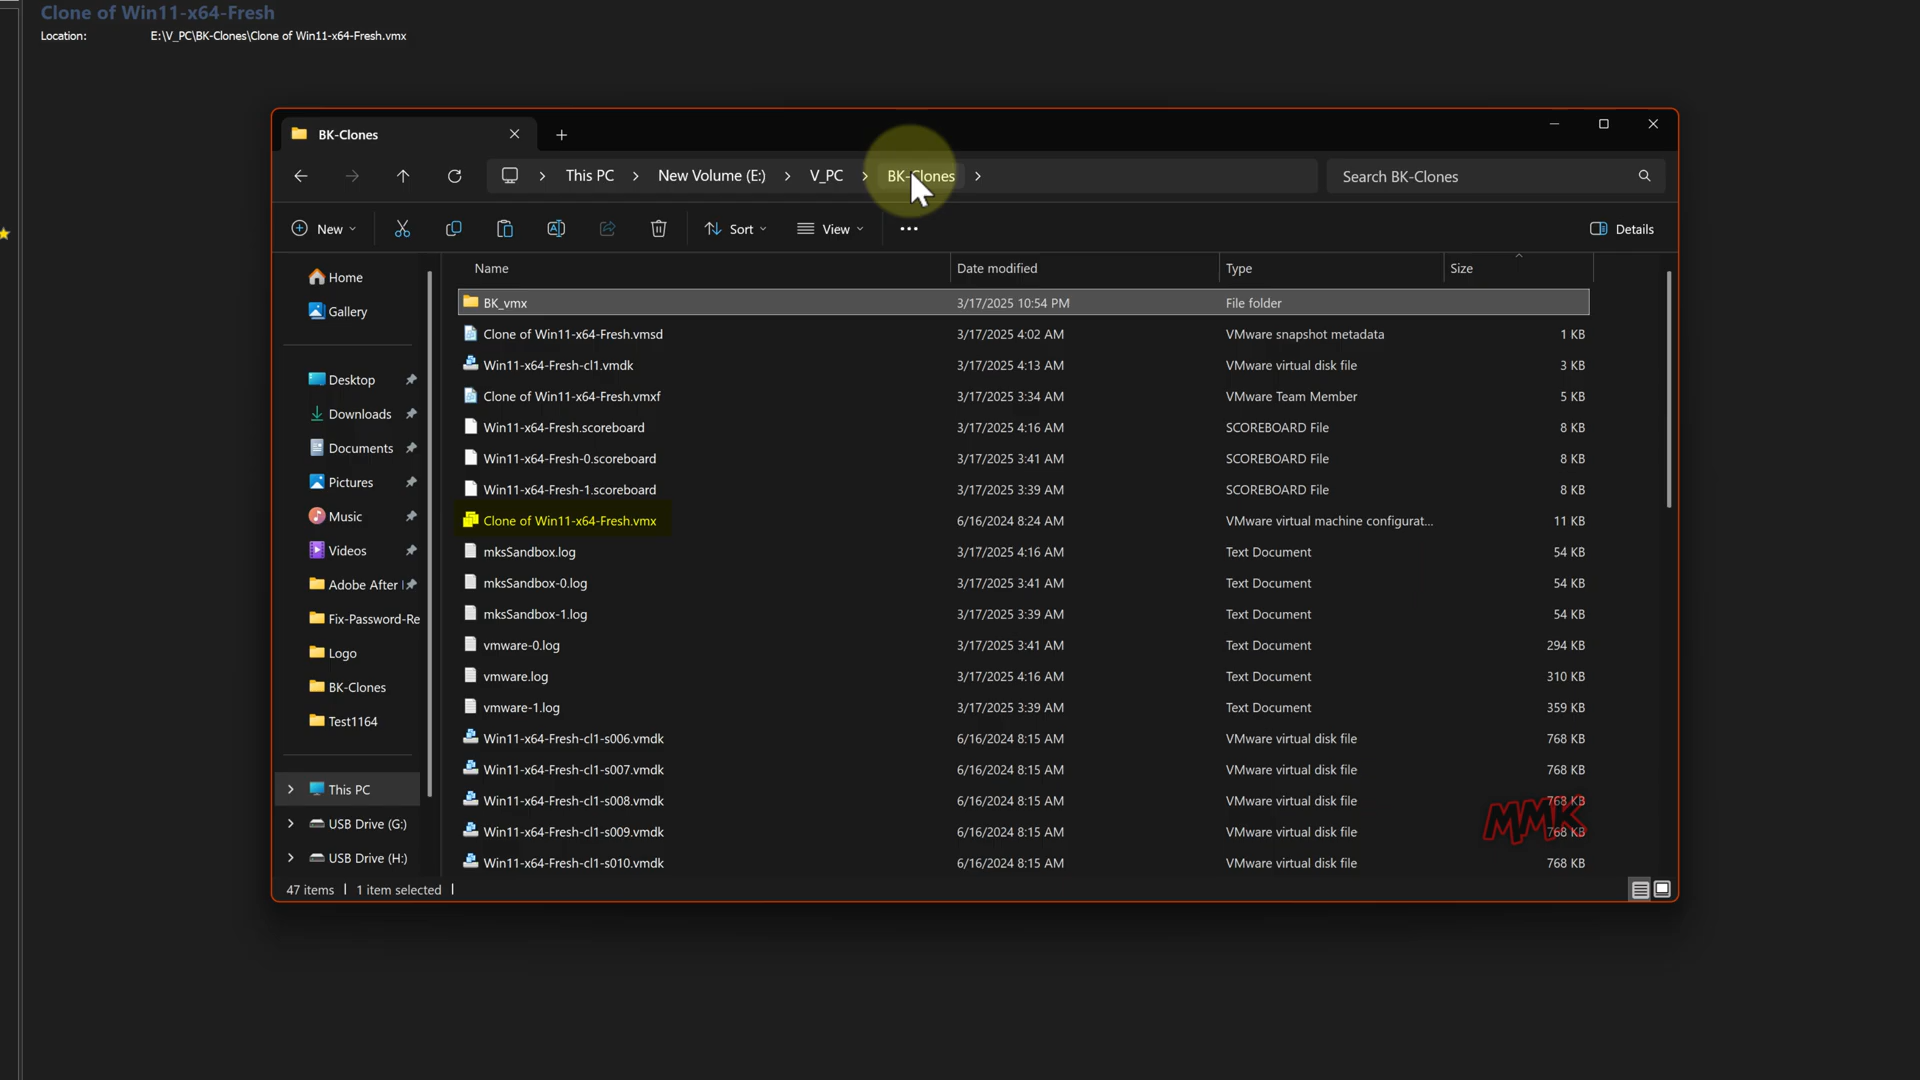 Clone of Win11-x64-Fresh
Location: E:\V_PC\BK-Clones\Clone of Win11-x64-Fresh.vmx
BK-Clones
This PC > New Volume (E:) > V_PC > BK-Clones >
Search BK-Clones
New Sort View ••• Details
Name Date modified Type Size
Home
Gallery
Desktop
Downloads
Documents
Pictures
Music
Videos
Adobe After
Fix-Password-Re
Logo
BK-Clones
Test1164
This PC
USB Drive (G:)
USB Drive (H:)
BK_vmx 3/17/2025 10:54 PM File folder
Clone of Win11-x64-Fresh.vmsd 3/17/2025 4:02 AM VMware snapshot metadata 1 KB
Win11-x64-Fresh-cl1.vmdk 3/17/2025 4:13 AM VMware virtual disk file 3 KB
Clone of Win11-x64-Fresh.vmxf 3/17/2025 3:34 AM VMware Team Member 5 KB
Win11-x64-Fresh.scoreboard 3/17/2025 4:16 AM SCOREBOARD File 8 KB
Win11-x64-Fresh-0.scoreboard 3/17/2025 3:41 AM SCOREBOARD File 8 KB
Win11-x64-Fresh-1.scoreboard 3/17/2025 3:39 AM SCOREBOARD File 8 KB
Clone of Win11-x64-Fresh.vmx 6/16/2024 8:24 AM VMware virtual machine configurat... 11 KB
mksSandbox.log 3/17/2025 4:16 AM Text Document 54 KB
mksSandbox-0.log 3/17/2025 3:41 AM Text Document 54 KB
mksSandbox-1.log 3/17/2025 3:39 AM Text Document 54 KB
vmware-0.log 3/17/2025 3:41 AM Text Document 294 KB
vmware.log 3/17/2025 4:16 AM Text Document 310 KB
vmware-1.log 3/17/2025 3:39 AM Text Document 359 KB
Win11-x64-Fresh-cl1-s006.vmdk 6/16/2024 8:15 AM VMware virtual disk file 768 KB
Win11-x64-Fresh-cl1-s007.vmdk 6/16/2024 8:15 AM VMware virtual disk file 768 KB
Win11-x64-Fresh-cl1-s008.vmdk 6/16/2024 8:15 AM VMware virtual disk file 768 KB
Win11-x64-Fresh-cl1-s009.vmdk 6/16/2024 8:15 AM VMware virtual disk file 768 KB
Win11-x64-Fresh-cl1-s010.vmdk 6/16/2024 8:15 AM VMware virtual disk file 768 KB
MMK
47 items | 1 item selected |